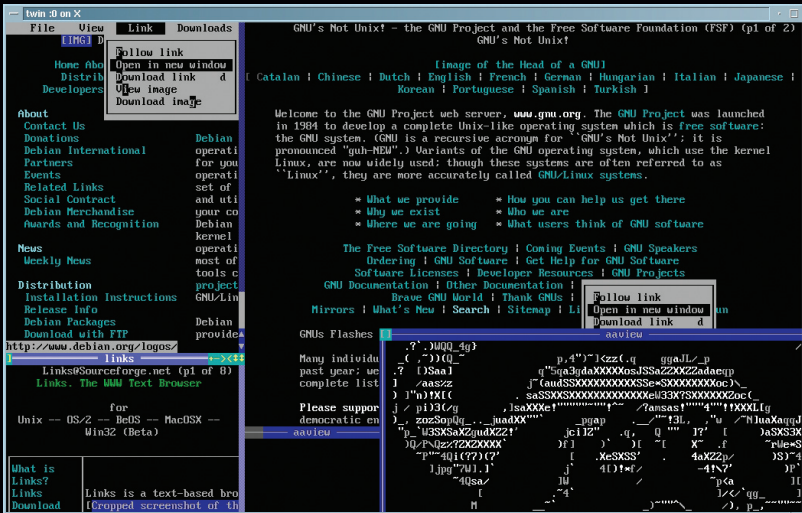 twin :0 on X
File View Link Downloads
[IMG] D
Follow link
Open in new window
Download link d
View image
Download image
Home Abo
Distrib
Developers
About
Contact Us
Donations
Debian International
Partners
Events
Related Links
Social Contract
Debian Merchandise
Awards and Recognition
News
Weekly News
Distribution
Installation Instructions
Release Info
Debian Packages
Download with FTP
Debian
operati
for you
operati
set of
and uti
your co
Debian
kernel
operati
most of
tools c
project
GNU/Lin
Debian
provide
http://www.debian.org/logos/
GNU's Not Unix! - the GNU Project and the Free Software Foundation (FSF) (p1 of 2)
GNU's Not Unix!
[image of the Head of a GNU]
[ Catalan | Chinese | Dutch | English | French | German | Hungarian | Italian | Japanese |
Korean | Portuguese | Spanish | Turkish ]
Welcome to the GNU Project web server, www.gnu.org. The GNU Project was launched
in 1984 to develop a complete Unix-like operating system which is free software:
the GNU system. (GNU is a recursive acronym for ``GNU's Not Unix''; it is
pronounced "guh-NEW".) Variants of the GNU operating system, which use the kernel
Linux, are now widely used; though these systems are often referred to as
``Linux'', they are more accurately called GNU/Linux systems.
* What we provide * How you can help us get there
* Why we exist * Who we are
* Where we are going * What users think of GNU software
The Free Software Directory | Coming Events | GNU Speakers
Ordering | GNU Software | Get Help for GNU Software
Software Licenses | Developer Resources | GNU Projects
GNU Documentation | Other Documentation |
Brave GNU World | Thank GNUs |
Mirrors | What's New | Search | Sitemap | Li un
Follow link
Open in new window
Download link d
GNUs Flashes
Many individu
past year; we
complete list
Please suppor
democratic en
aaview
aaview
links
Links@Sourceforge.net (p1 of 8)
Links. The WWW Text Browser
for
Unix -- OS/2 -- BeOS -- MacOSX --
Win32 (Beta)
What is
Links?
Links
Download
Links is a text-based bro
[Cropped screenshot of th